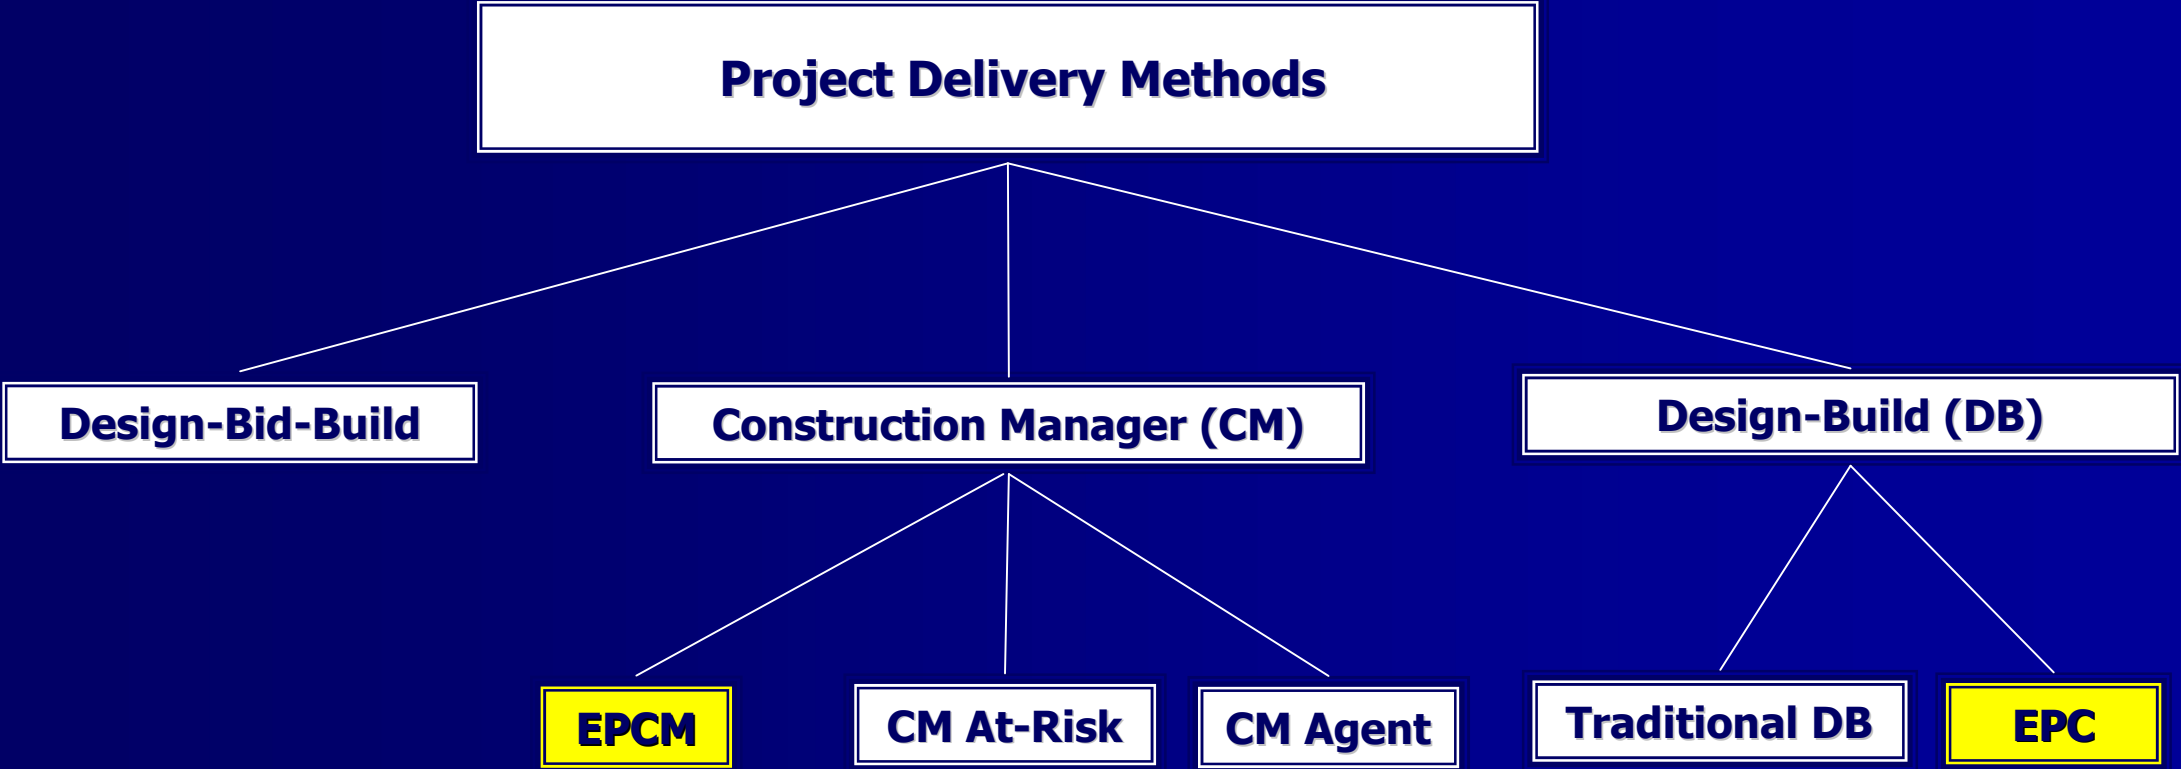 Project Delivery Methods
Design-Bid-Build
Construction Manager (CM)
Design-Build (DB)
EPCM
CM At-Risk
CM Agent
Traditional DB
EPC